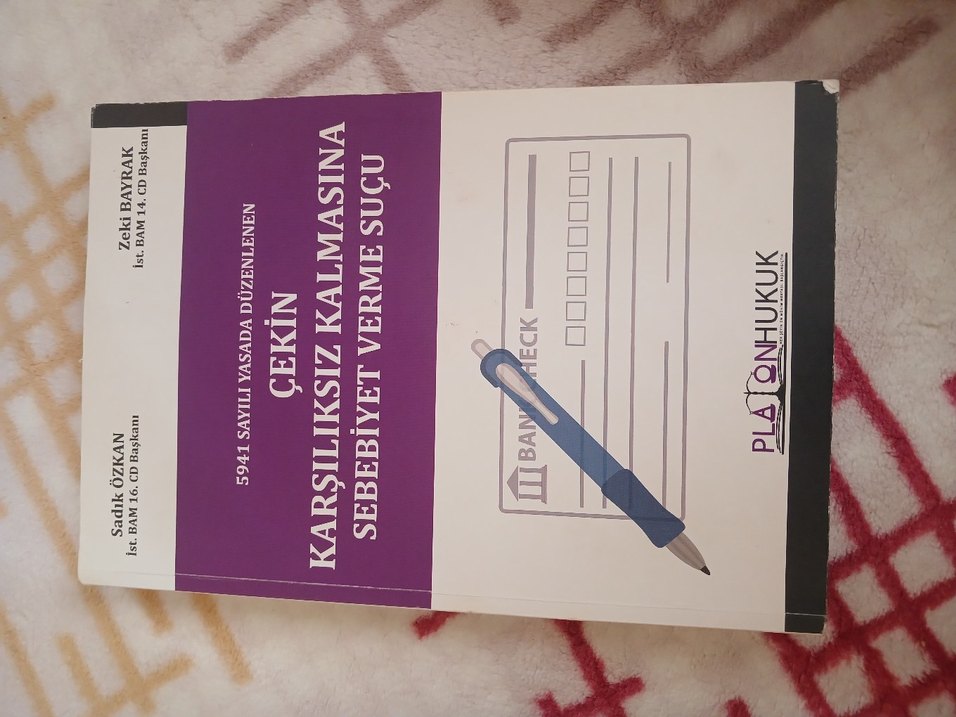 Sadık ÖZKAN
İst. BAM 16. CD Başkanı
Zeki BAYRAK
İst. BAM 14. CD Başkanı
5941 SAYILI YASADA DÜZENLENEN
ÇEKİN
KARŞILIKSIZ KALMASINA
SEBEBİYET VERME SUÇU
BANK CHECK
PLATONHUKUK